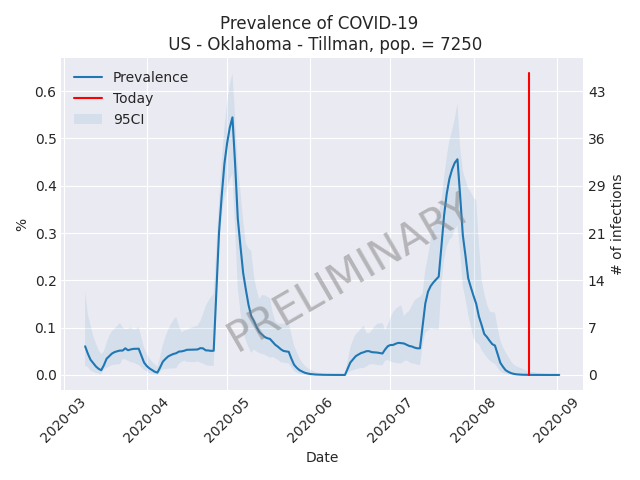 Prevalence of COVID-19
US - Oklahoma - Tillman, pop. = 7250
Prevalence
Today
95CI
PRELIMINARY
%
0.6
0.5
0.4
0.3
0.2
0.1
0.0
43
36
29
21
14
7
0
# of infections
2020-03
2020-04
2020-05
2020-06
2020-07
2020-08
2020-09
Date